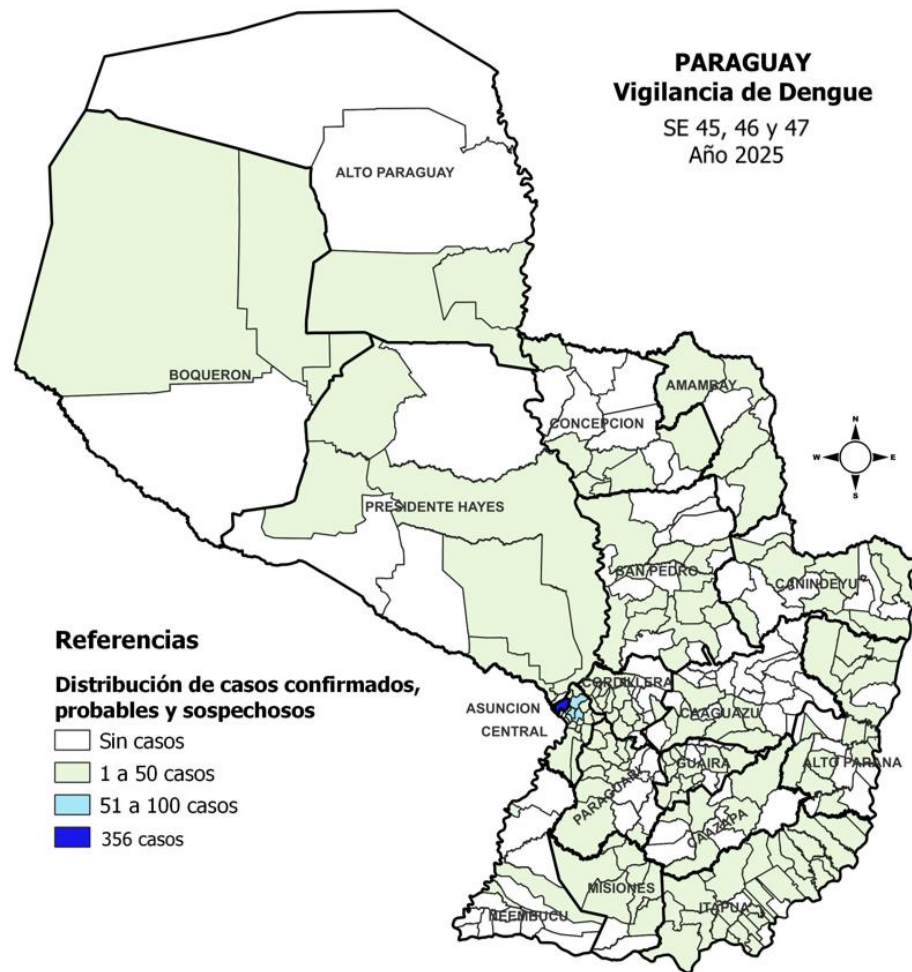 PARAGUAY
Vigilancia de Dengue
SE 45, 46 y 47
Año 2025
ALTO PARAGUAY
BOQUERON
AMAMBAY
CONCEPCION
N
W
E
S
PRESIDENTE HAYES
SAN PEDRO
CANINDEYU
Referencias
Distribución de casos confirmados,
probables y sospechosos
Sin casos
1 a 50 casos
51 a 100 casos
356 casos
CORDILLERA
ASUNCION
CENTRAL
CAAGUAZU
GUAIRA
ALTO PARANA
PARAGUARI
CAAZAPA
MISIONES
ITAPUA
ÑEEMBUCU